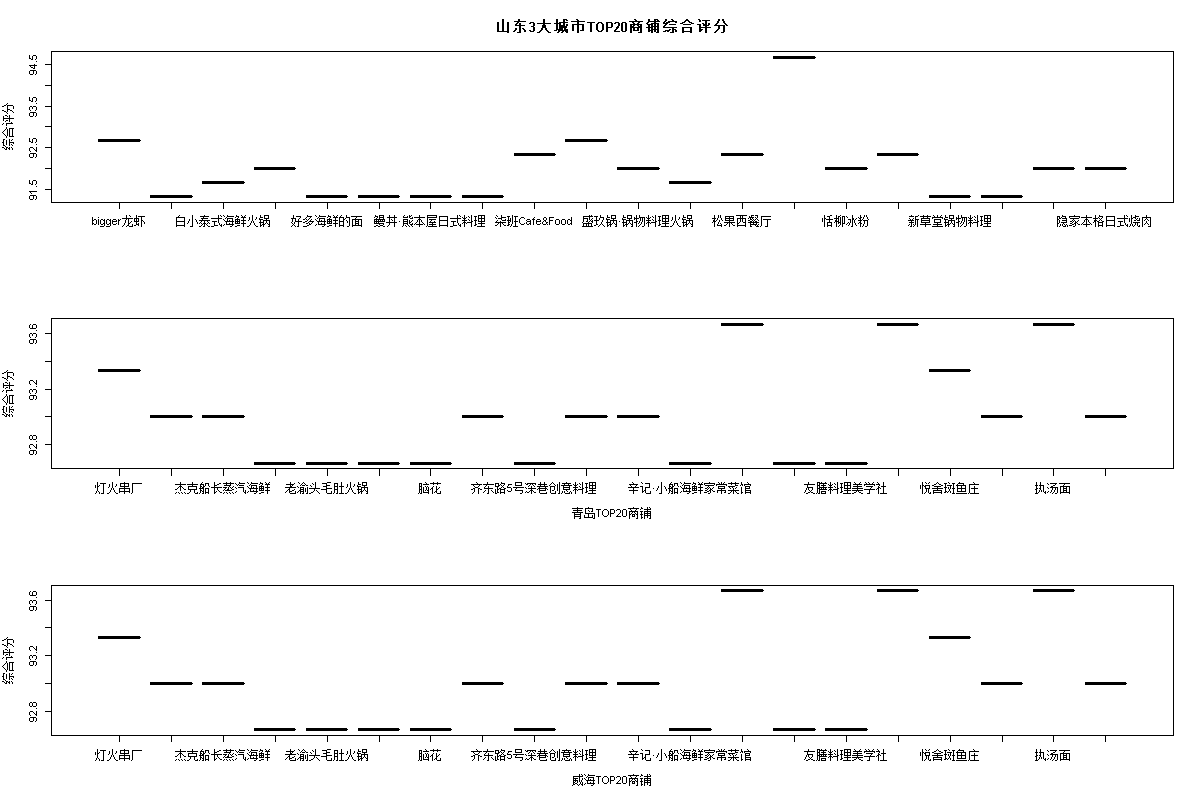 山东3大城市TOP20商铺综合评分
综合评分
94.5
93.5
92.5
91.5
bigger龙虾 白小泰式海鲜火锅 好多海鲜的面 鳗井·熊本屋日式料理 柒班Cafe&Food 盛玖锅·锅物料理火锅 松果西餐厅 恬柳冰粉 新草堂锅物料理 隐家本格日式烧肉
综合评分
93.6
93.2
92.8
灯火串厂 杰克船长蒸汽海鲜 老渝头毛肚火锅 脑花 齐东路5号深巷创意料理 辛记·小船海鲜家常菜馆 友膳料理美学社 悦舍斑鱼庄 执汤面
青岛TOP20商铺
综合评分
93.6
93.2
92.8
灯火串厂 杰克船长蒸汽海鲜 老渝头毛肚火锅 脑花 齐东路5号深巷创意料理 辛记·小船海鲜家常菜馆 友膳料理美学社 悦舍斑鱼庄 执汤面
威海TOP20商铺